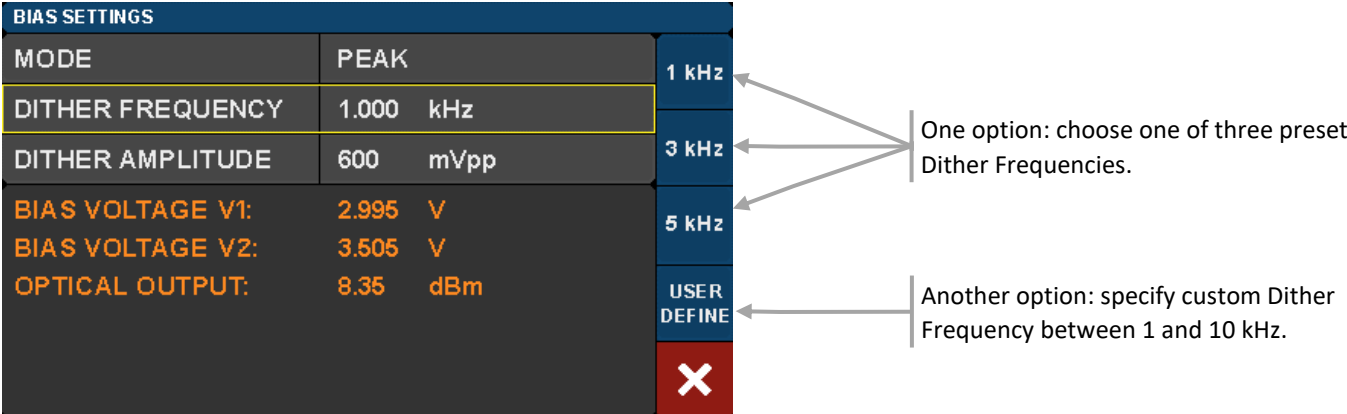 BIAS SETTINGS
MODE PEAK
DITHER FREQUENCY 1.000 kHz
DITHER AMPLITUDE 600 mVpp
BIAS VOLTAGE V1: 2.995 V
BIAS VOLTAGE V2: 3.505 V
OPTICAL OUTPUT: 8.35 dBm
1 kHz
3 kHz
5 kHz
USER
DEFINE
One option: choose one of three preset
Dither Frequencies.
Another option: specify custom Dither
Frequency between 1 and 10 kHz.